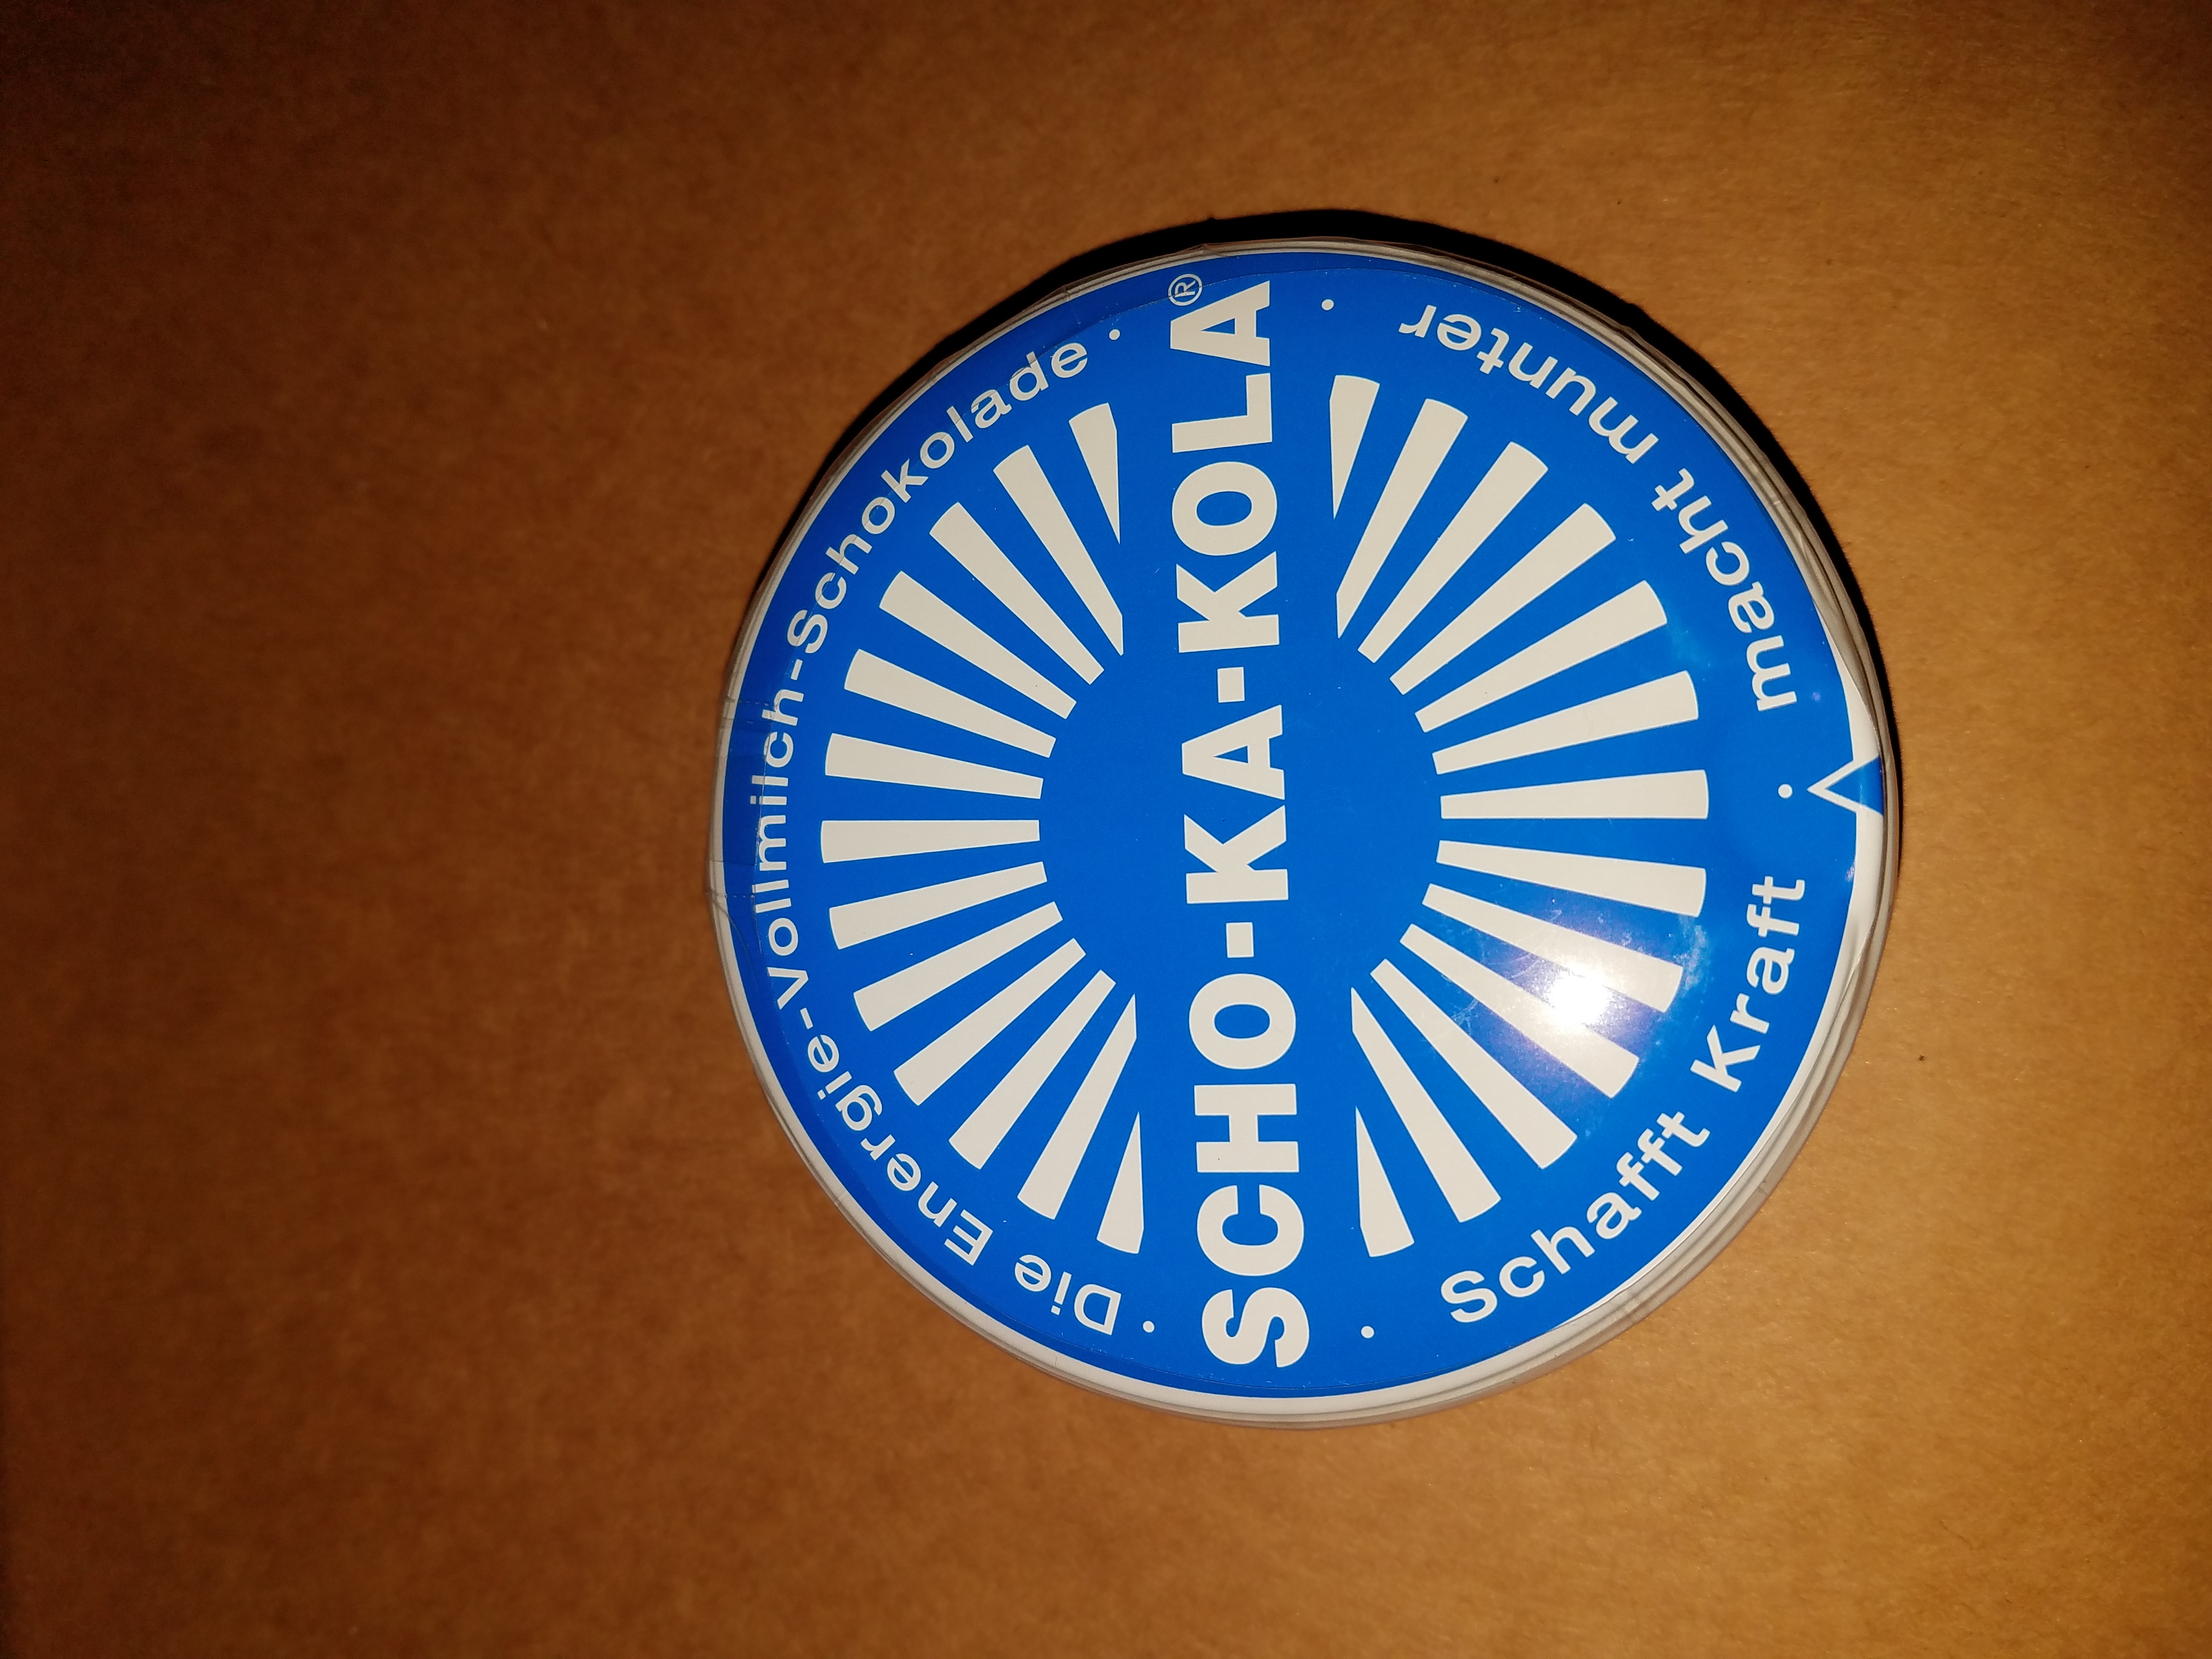 · Die Energie-Vollmilch-Schokolade ·
SCHO-KA-KOLA®
· Schafft Kraft · macht munter ·